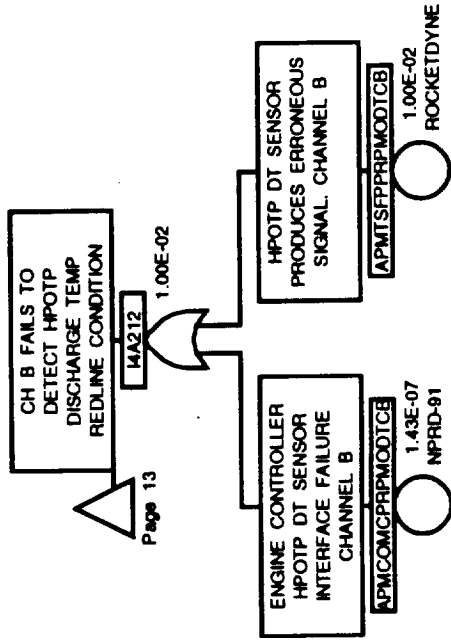 CH B FAILS TO
DETECT HPOTP
DISCHARGE TEMP
REDLINE CONDITION
I4A212
1.00E-02
Page 13
ENGINE CONTROLLER
HPOTP DT SENSOR
INTERFACE FAILURE
CHANNEL B
APMCOMCPRPMODTCB
1.43E-07
NPRD-91
HPOTP DT SENSOR
PRODUCES ERRONEOUS
SIGNAL. CHANNEL B
APMTSFPPRPMODTCB
1.00E-02
ROCKETDYNE